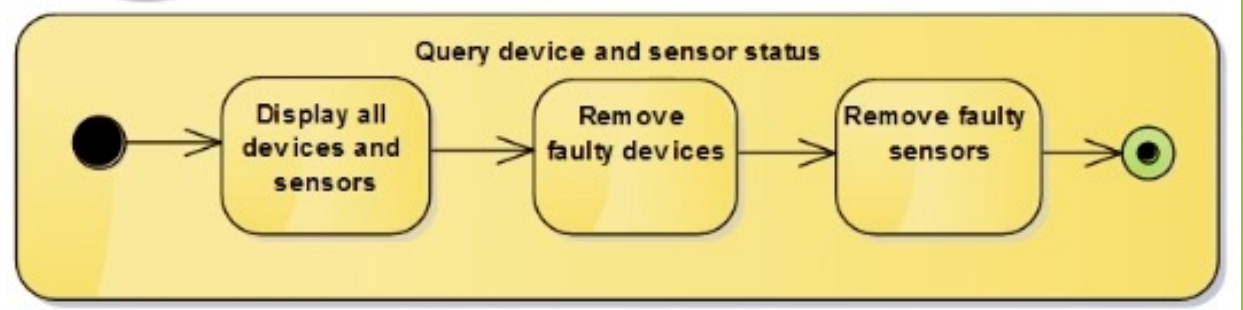 Query device and sensor status
Display all
devices and
sensors
Remove
faulty devices
Remove faulty
sensors